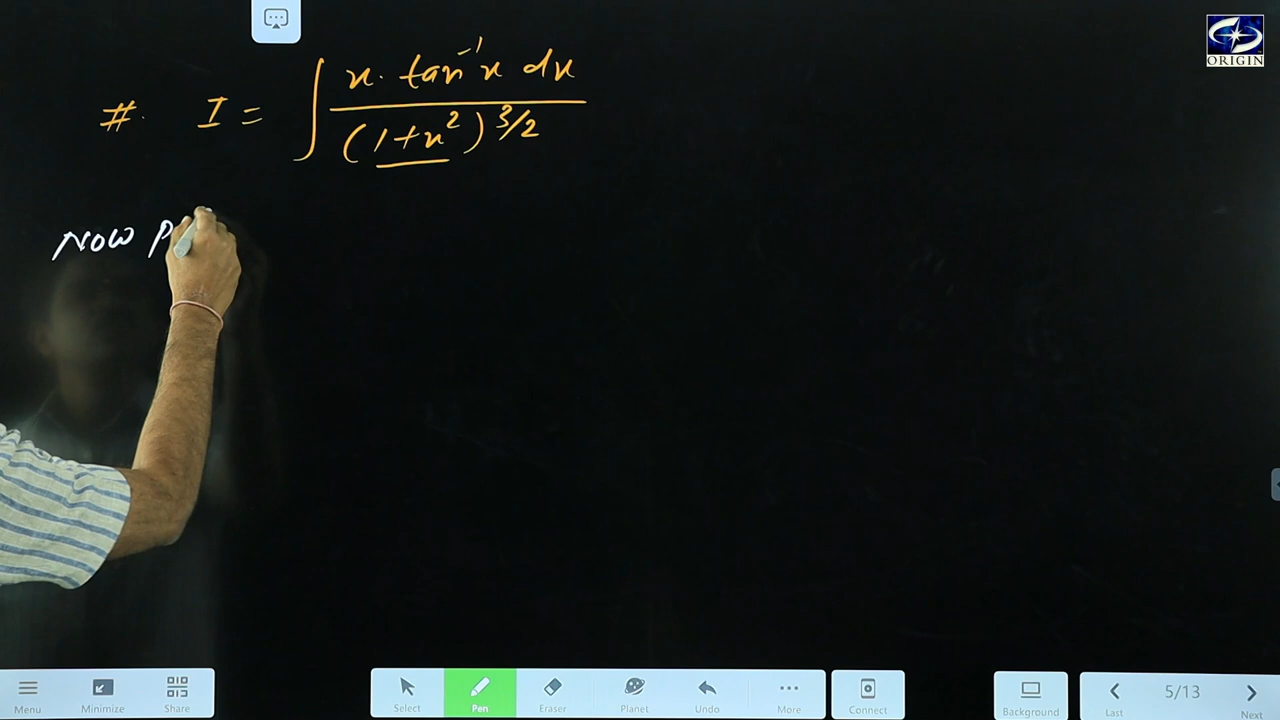 ORIGIN
# I = ∫ x. tan⁻¹x dx / (1+x²)^3/2
Now P
Menu
Minimize
Share
Select
Pen
Eraser
Planet
Undo
More
Connect
Background
Last
5/13
Next